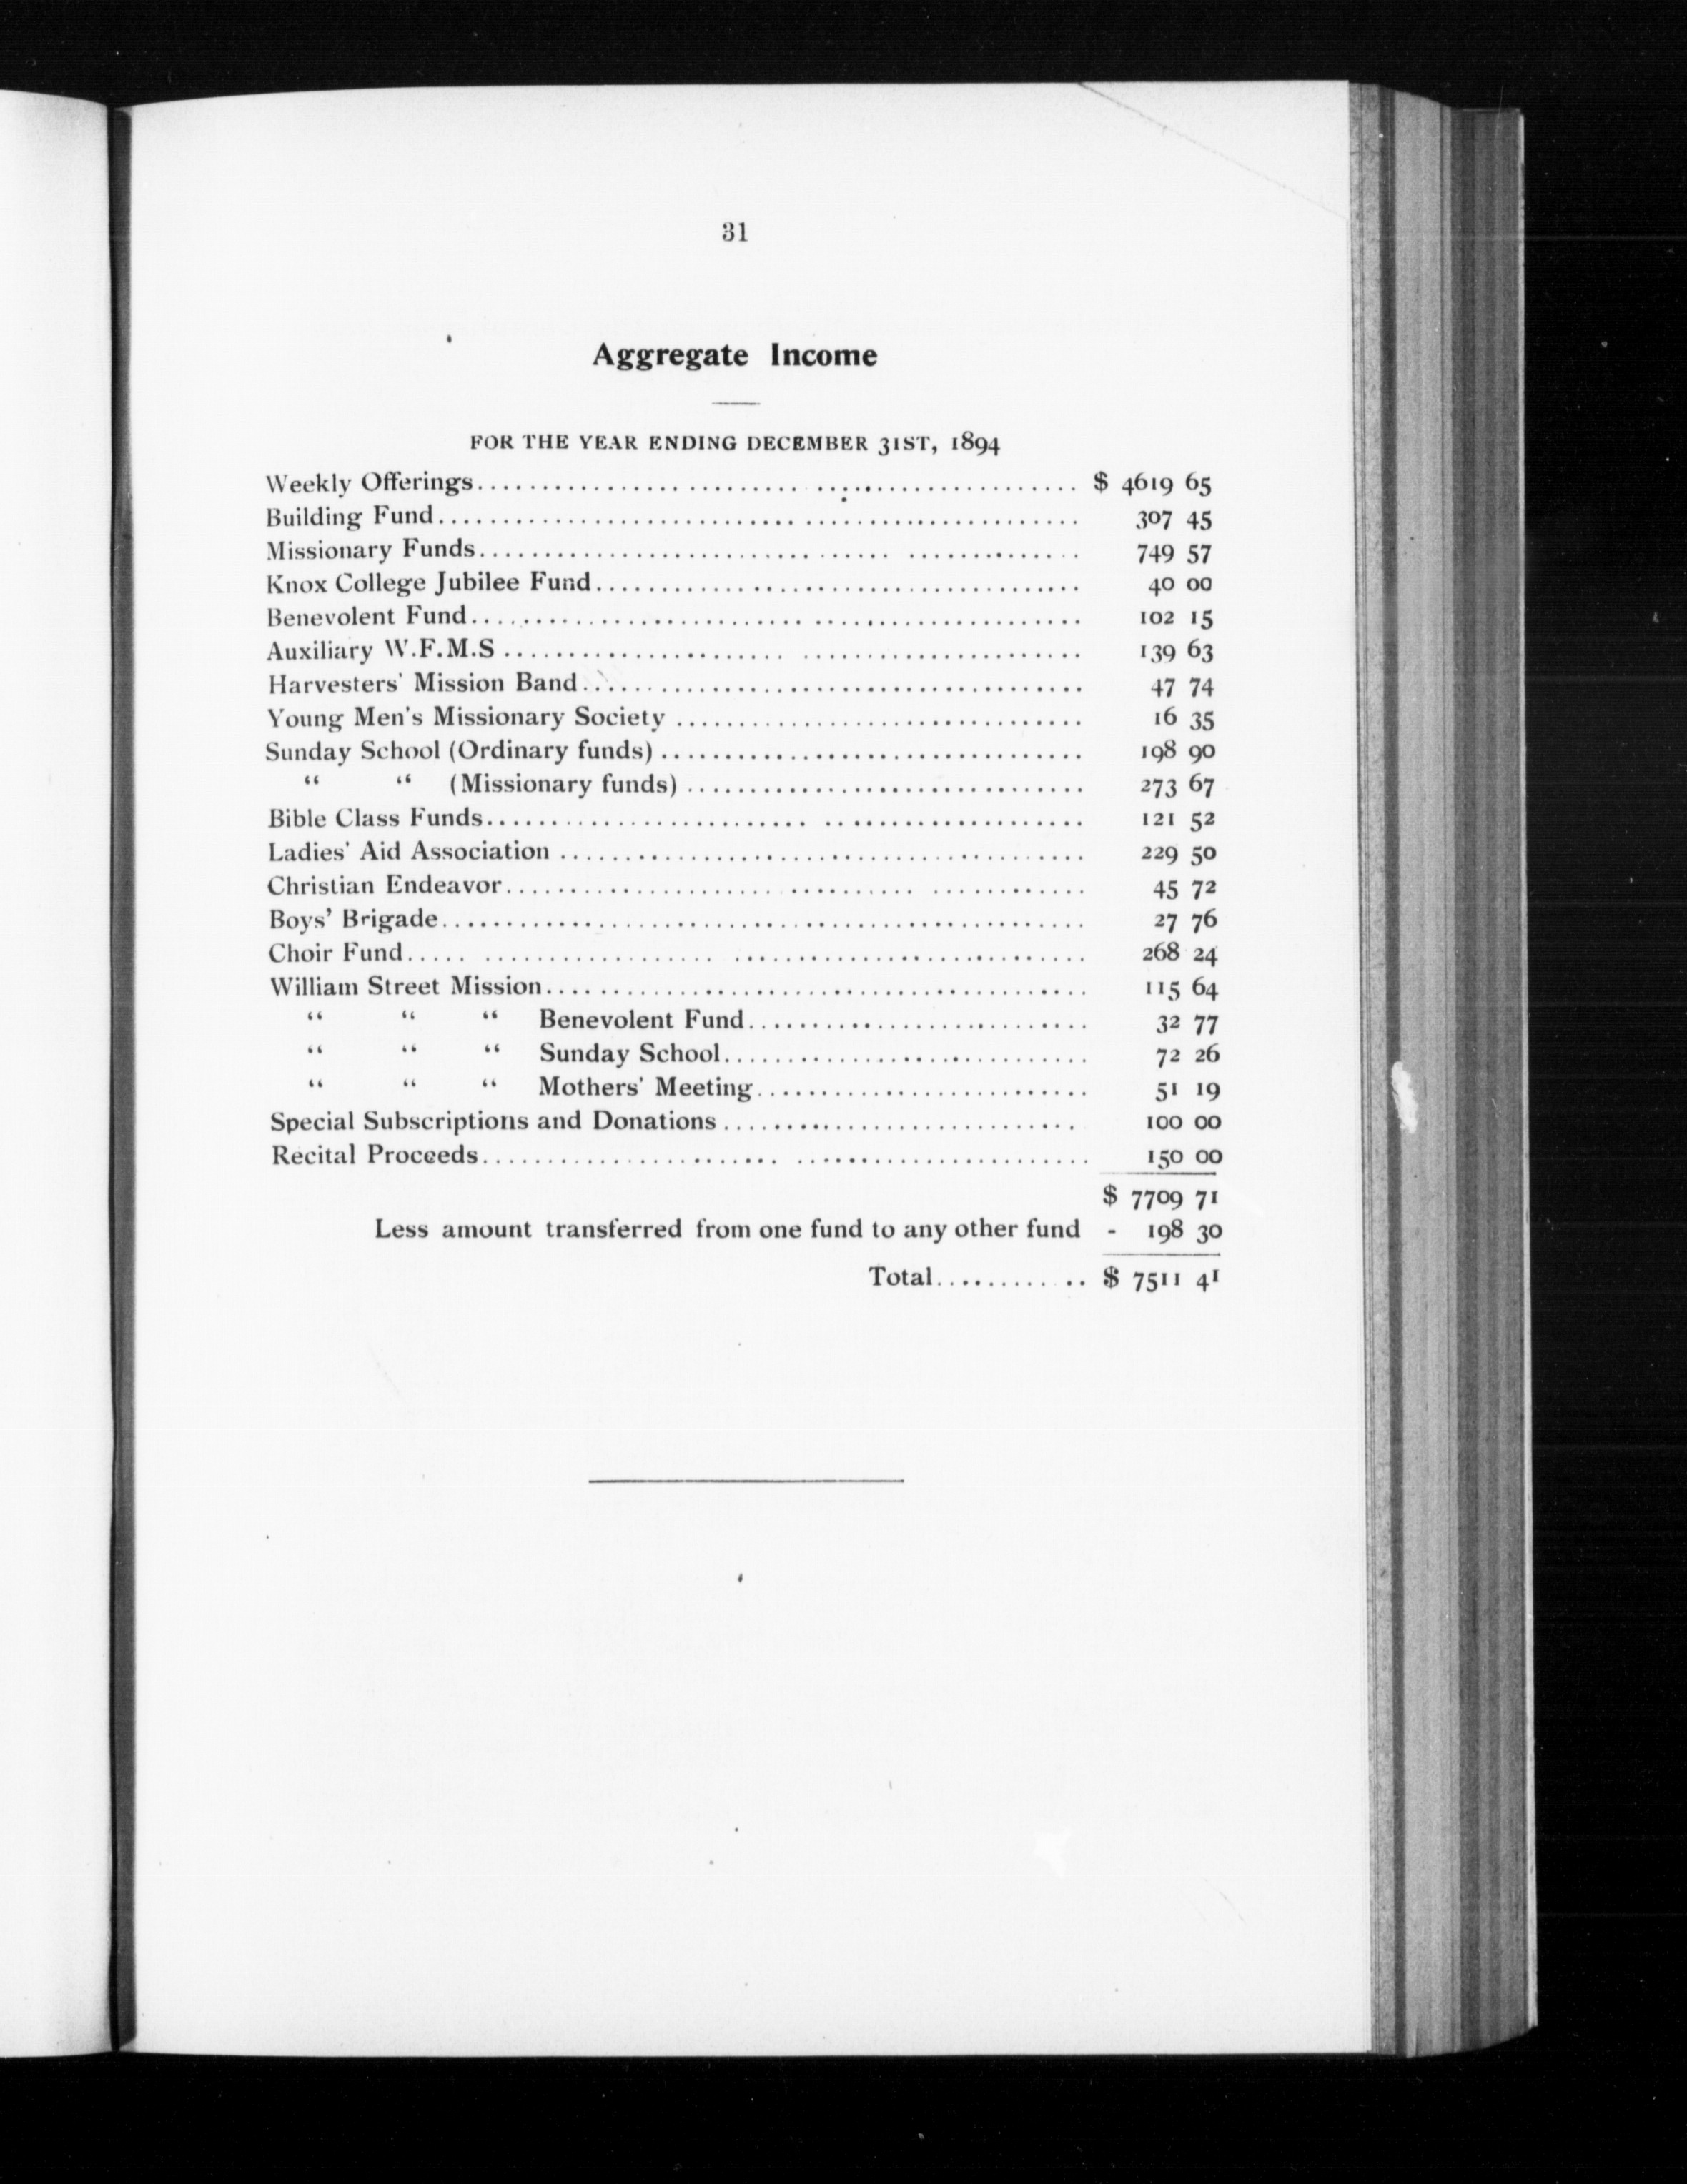 31
Aggregate Income
FOR THE YEAR ENDING DECEMBER 31ST, 1894
Weekly Offerings.................................................. $ 4619 65
Building Fund.................................................. 307 45
Missionary Funds.................................................. 749 57
Knox College Jubilee Fund...................................... 40 00
Benevolent Fund.................................................. 102 15
Auxiliary W.F.M.S .............................................. 139 63
Harvesters' Mission Band....................................... 47 74
Young Men's Missionary Society ................................ 16 35
Sunday School (Ordinary funds) ................................. 198 90
“ “ (Missionary funds) ............................... 273 67
Bible Class Funds.............................................. 121 52
Ladies' Aid Association ......................................... 229 50
Christian Endeavor............................................. 45 72
Boys’ Brigade.................................................. 27 76
Choir Fund..... .............................................. 268 24
William Street Mission.......................................... 115 64
“ “ “ Benevolent Fund........................... 32 77
“ “ “ Sunday School............................. 72 26
“ “ “ Mothers' Meeting.......................... 51 19
Special Subscriptions and Donations ............................ 100 00
Recital Proceeds.............................................. 150 00
$ 7709 71
Less amount transferred from one fund to any other fund - 198 30
Total............ $ 7511 41